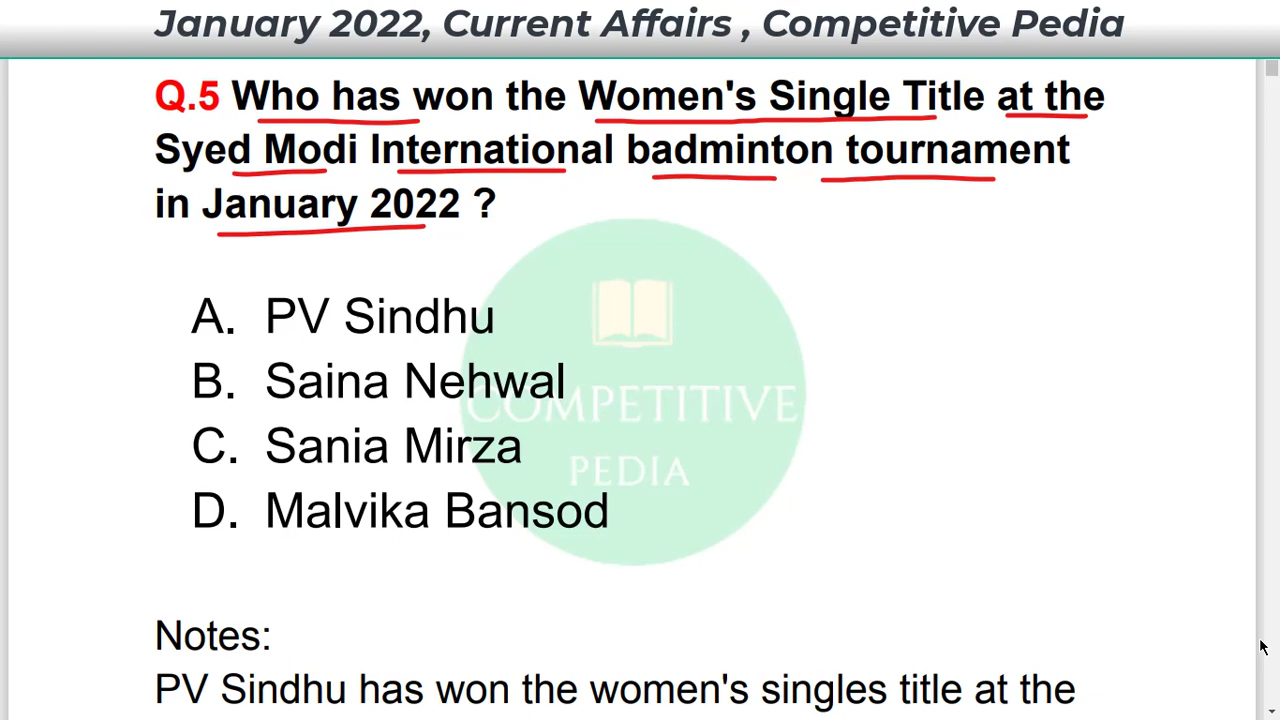 January 2022, Current Affairs , Competitive Pedia
Q.5 Who has won the Women's Single Title at the
Syed Modi International badminton tournament
in January 2022 ?
A. PV Sindhu
B. Saina Nehwal
C. Sania Mirza
D. Malvika Bansod
COMPETITIVE
PEDIA
Notes:
PV Sindhu has won the women's singles title at the